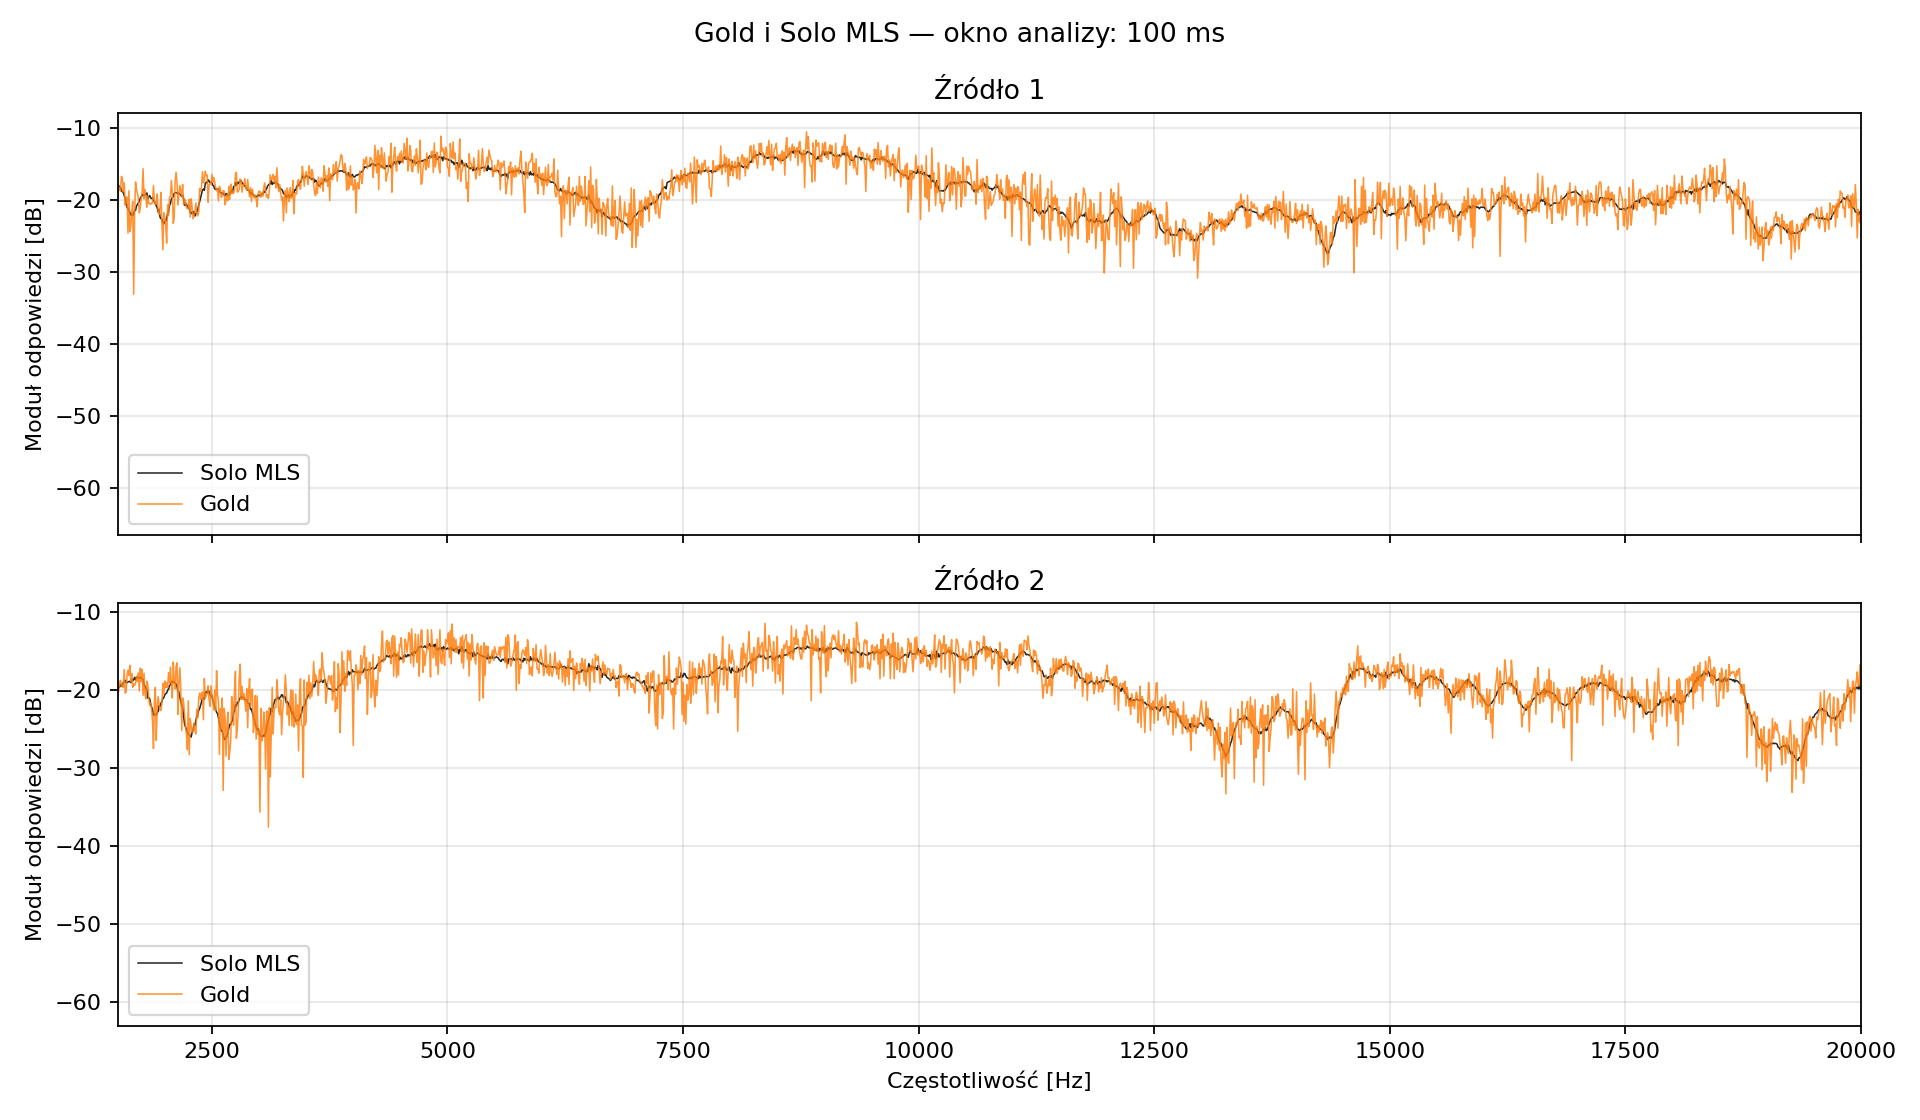 Gold i Solo MLS — okno analizy: 100 ms
Źródło 1
Moduł odpowiedzi [dB]
−10
−20
−30
−40
−50
−60
Solo MLS
Gold
Źródło 2
Moduł odpowiedzi [dB]
−10
−20
−30
−40
−50
−60
Solo MLS
Gold
2500 5000 7500 10000 12500 15000 17500 20000
Częstotliwość [Hz]